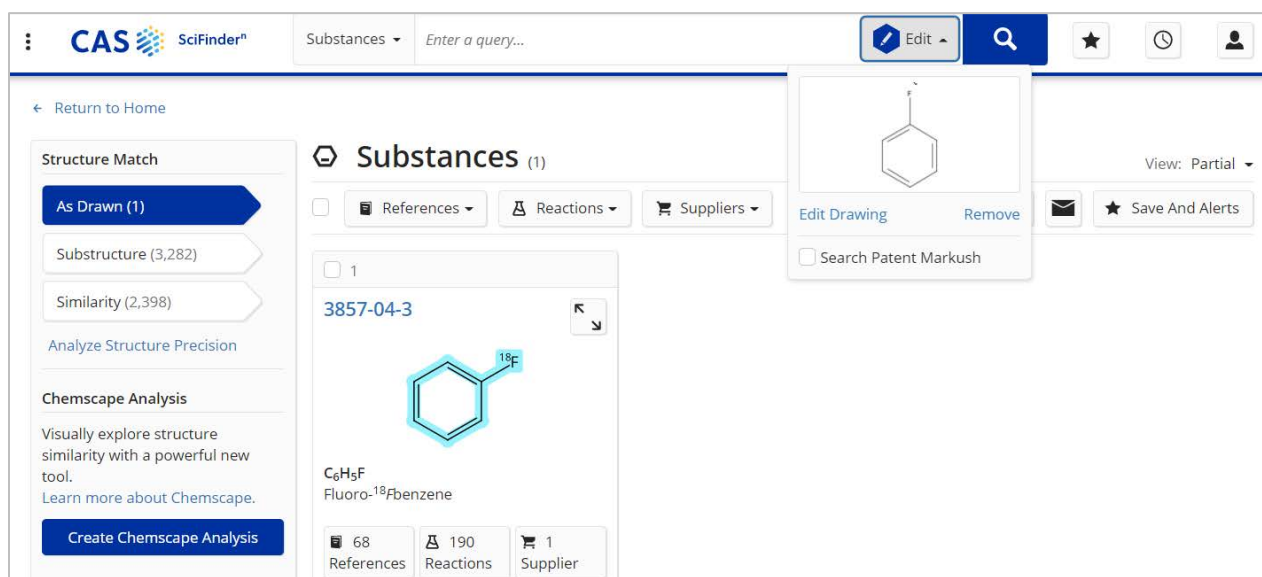 CAS SciFinderⁿ Substances Enter a query... Edit
F
Return to Home
Edit Drawing Remove
Search Patent Markush
Structure Match
As Drawn (1)
Substructure (3,282)
Similarity (2,398)
Analyze Structure Precision
Chemscape Analysis
Visually explore structure
similarity with a powerful new
tool.
Learn more about Chemscape.
Create Chemscape Analysis
Substances (1)
View: Partial
References Reactions Suppliers Save And Alerts
1
3857-04-3
¹⁸F
C₆H₅F
Fluoro-¹⁸Fbenzene
68 190 1
References Reactions Supplier